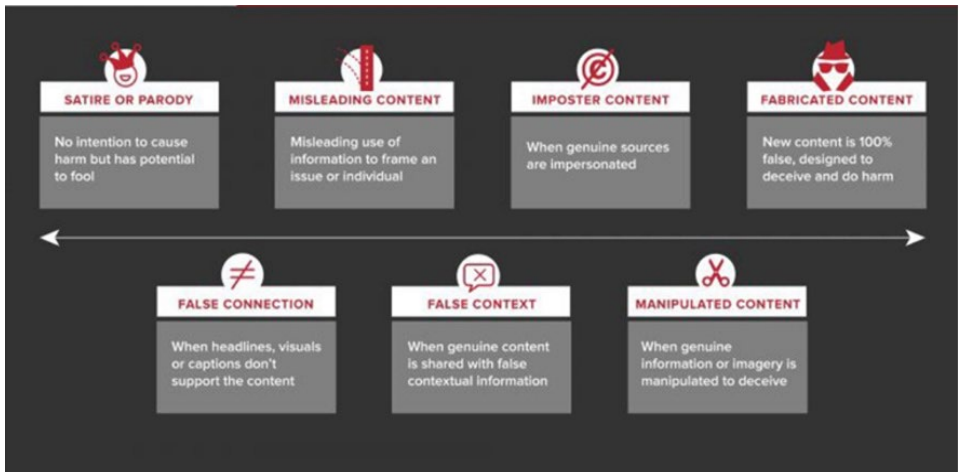 SATIRE OR PARODY
No intention to cause
harm but has potential
to fool
MISLEADING CONTENT
Misleading use of
information to frame an
issue or individual
IMPOSTER CONTENT
When genuine sources
are impersonated
FABRICATED CONTENT
New content is 100%
false, designed to
deceive and do harm
FALSE CONNECTION
When headlines, visuals
or captions don't
support the content
FALSE CONTEXT
When genuine content
is shared with false
contextual information
MANIPULATED CONTENT
When genuine
information or imagery is
manipulated to deceive